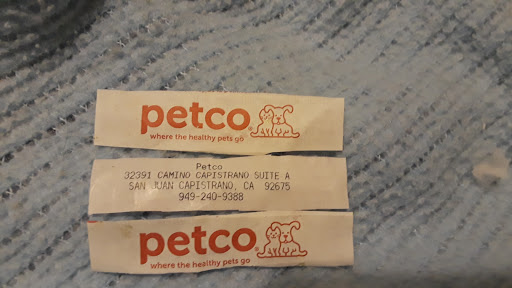 petco
where the healthy pets go
Petco
32391 CAMINO CAPISTRANO SUITE A
SAN JUAN CAPISTRANO, CA 92675
949-240-9388
petco
where the healthy pets go